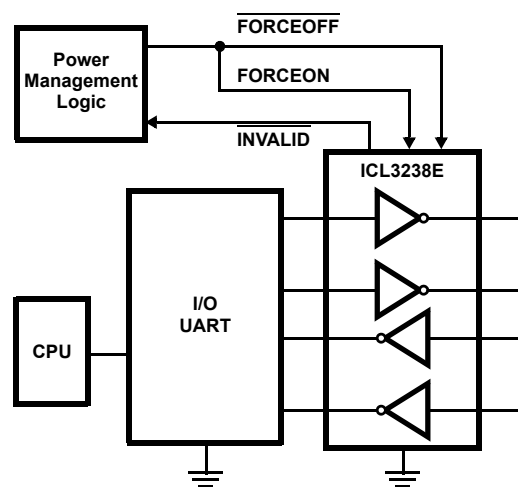 FORCEOFF
Power
Management
Logic
FORCEON
INVALID
ICL3238E
I/O
UART
CPU